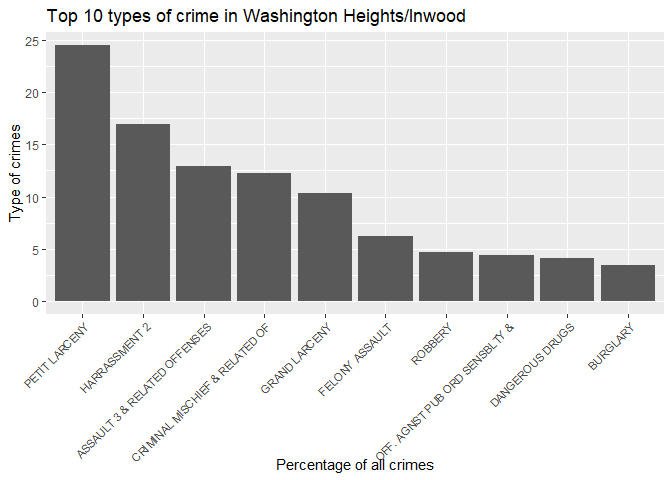 Top 10 types of crime in Washington Heights/Inwood
Type of crimes
25
20
15
10
5
0
PETIT LARCENY
HARRASSMENT 2
ASSAULT 3 & RELATED OFFENSES
CRIMINAL MISCHIEF & RELATED OF
GRAND LARCENY
FELONY ASSAULT
ROBBERY
OFF. AGNST PUB ORD SENSBLTY &
DANGEROUS DRUGS
BURGLARY
Percentage of all crimes